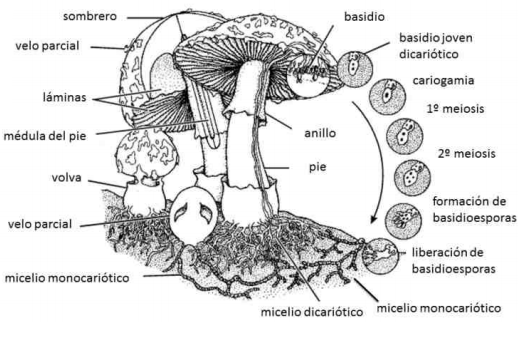 sombrero
velo parcial
láminas
médula del pie
volva
velo parcial
micelio monocariótico
basidio
basidio joven
dicariótico
cariogamia
1º meiosis
2º meiosis
formación de
basidioesporas
liberación de
basidioesporas
anillo
pie
micelio dicariótico
micelio monocariótico